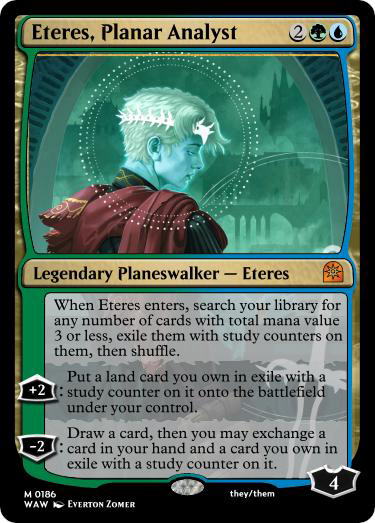 Eteres, Planar Analyst 2
Legendary Planeswalker — Eteres
When Eteres enters, search your library for
any number of cards with total mana value
3 or less, exile them with study counters on
them, then shuffle.
+2: Put a land card you own in exile with a
study counter on it onto the battlefield
under your control.
-2: Draw a card, then you may exchange a
card in your hand and a card you own in
exile with a study counter on it.
4
M 0186
they/them
WAW Everton Zomer